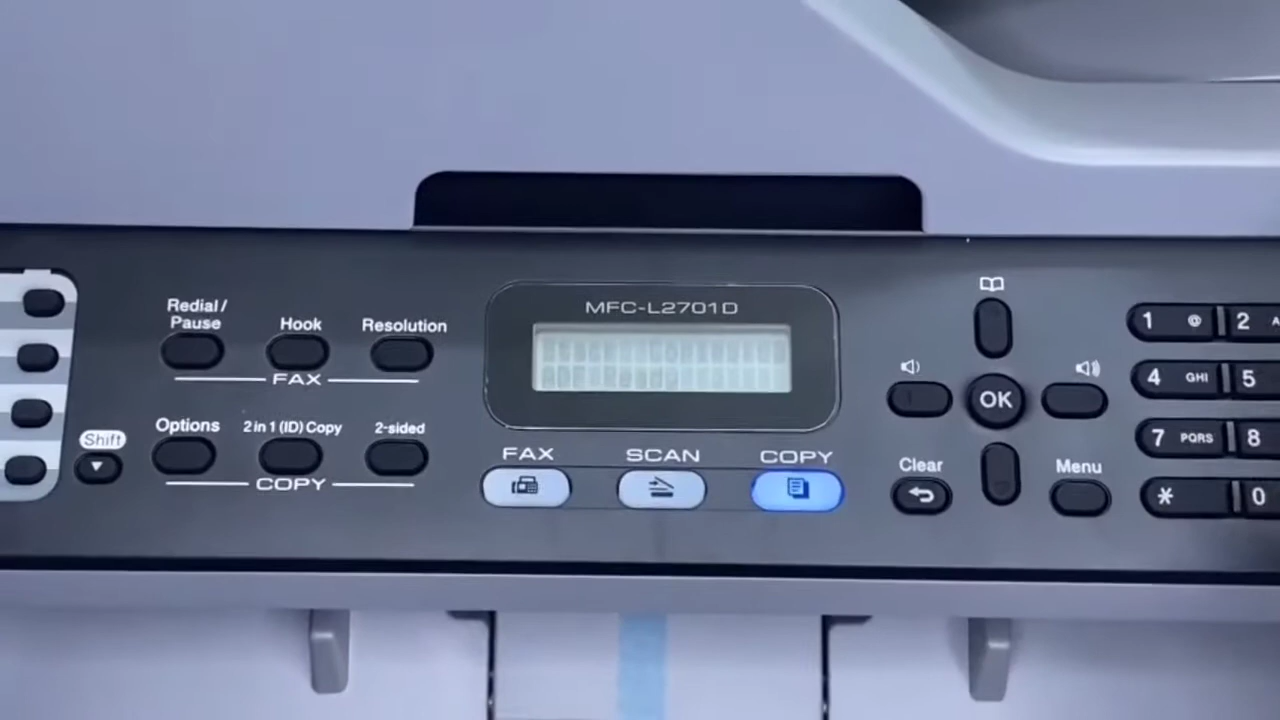 MFC-L2701D
Redial/
Pause
Hook
Resolution
FAX
Shift
Options
2 in 1 (ID) Copy
2-sided
COPY
FAX
SCAN
COPY
OK
Clear
Menu
1 @
2 A
4 GHI
5
7 PQRS
8
*
0